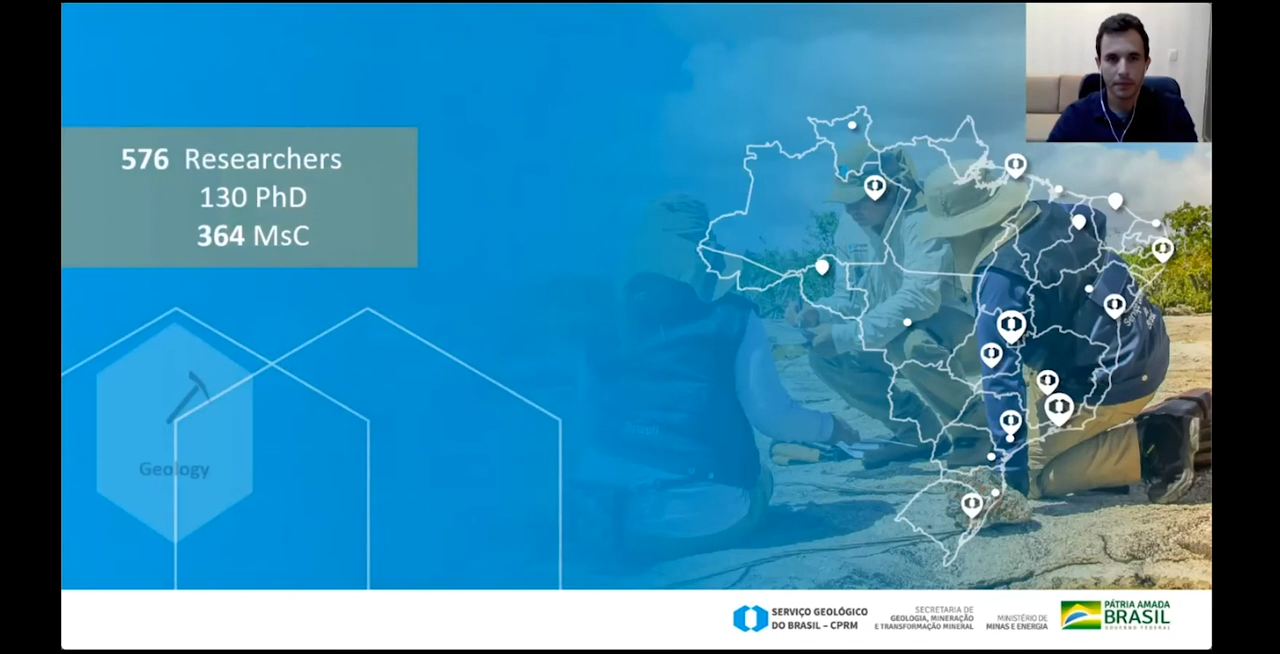 576 Researchers
130 PhD
364 MsC
Geology
SERVIÇO GEOLÓGICO
DO BRASIL – CPRM
SECRETARIA DE
GEOLOGIA, MINERAÇÃO
E TRANSFORMAÇÃO MINERAL
MINISTÉRIO DE
MINAS E ENERGIA
PÁTRIA AMADA
BRASIL
GOVERNO FEDERAL